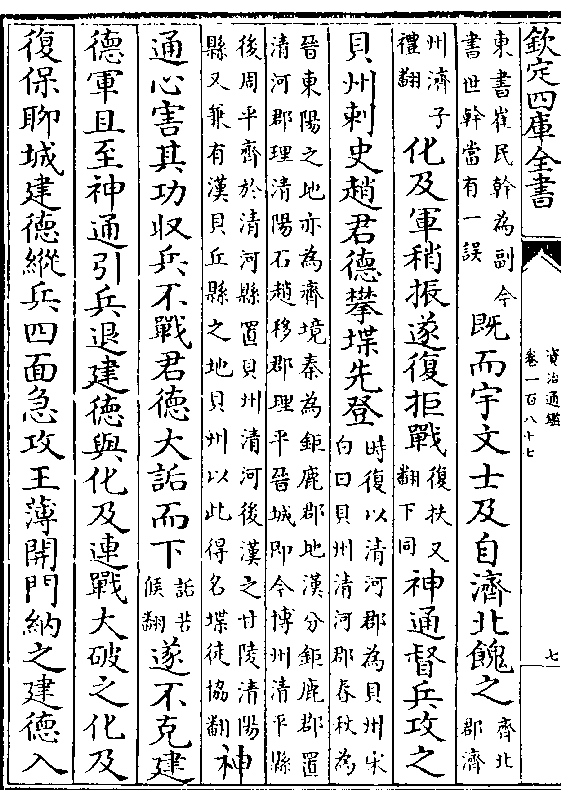 欽定四庫全書
資治通鑑
卷一百八十七
七
東書崔民幹為副今書世幹當有一誤既而宇文士及自濟北餽之齊北郡濟
州濟子禮翻化及軍稍振遂復拒戰復扶又翻下同神通督兵攻之
貝州刺史趙君德攀堞先登時復以清河郡為貝州宋白曰貝州清河郡春秋為
晉東陽之地亦為齊境秦為鉅鹿郡地漢分鉅鹿郡置清河郡理清陽石趙移郡理平晉城即今博州清平縣
後周平齊於清河縣置貝州清河後漢之甘陵清陽縣又兼有漢貝丘縣之地貝州以此得名堞徒協翻神
通心害其功收兵不戰君德大詬而下詬苦候翻遂不克建
德軍且至神通引兵退建德與化及連戰大破之化及
復保聊城建德縱兵四面急攻王薄開門納之建德入